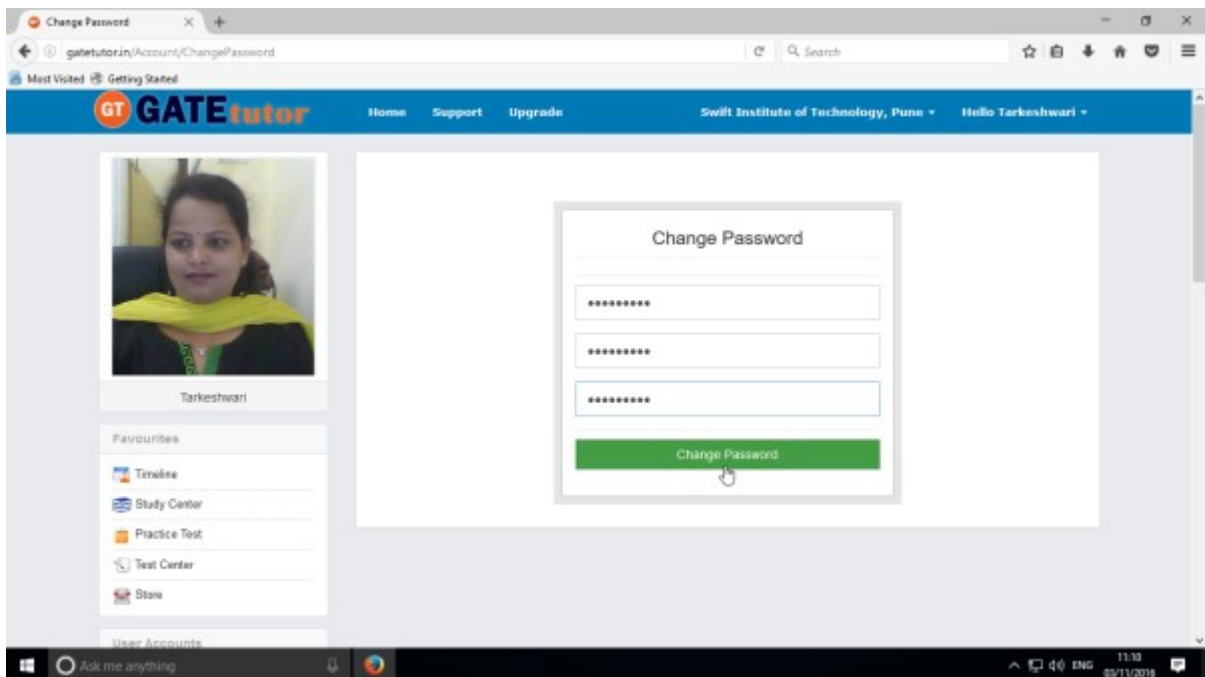 Change Password
gatetutor.in/Account/ChangePassword
Search
Most Visited Getting Started
GT GATEtutor Home Support Upgrade Swift Institute of Technology, Pune Hello Tarkeshwari
Change Password
•••••••••
•••••••••
•••••••••
Change Password
Tarkeshwari
Favourites
Timeline
Study Center
Practice Test
Test Center
Store
User Accounts
Ask me anything
ENG
11:10
03/11/2016